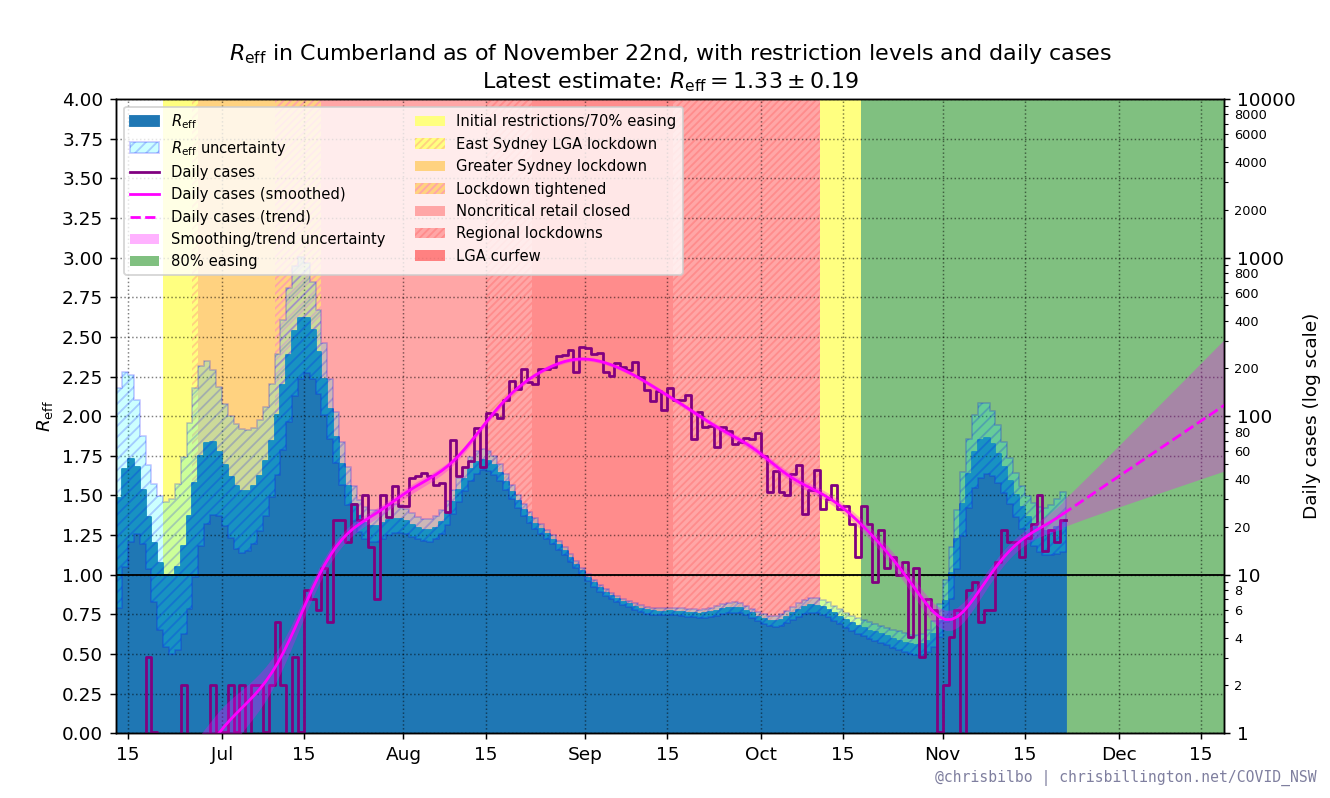 Reff in Cumberland as of November 22nd, with restriction levels and daily cases
Latest estimate: Reff = 1.33 ± 0.19
Reff
Reff uncertainty
Daily cases
Daily cases (smoothed)
Daily cases (trend)
Smoothing/trend uncertainty
80% easing
Initial restrictions/70% easing
East Sydney LGA lockdown
Greater Sydney lockdown
Lockdown tightened
Noncritical retail closed
Regional lockdowns
LGA curfew
Reff
4.00
3.75
3.50
3.25
3.00
2.75
2.50
2.25
2.00
1.75
1.50
1.25
1.00
0.75
0.50
0.25
0.00
10000
8000
6000
4000
2000
1000
800
600
400
200
100
80
60
40
20
10
8
6
4
2
1
Daily cases (log scale)
15 Jul 15 Aug 15 Sep 15 Oct 15 Nov 15 Dec 15
@chrisbilbo | chrisbillington.net/COVID_NSW